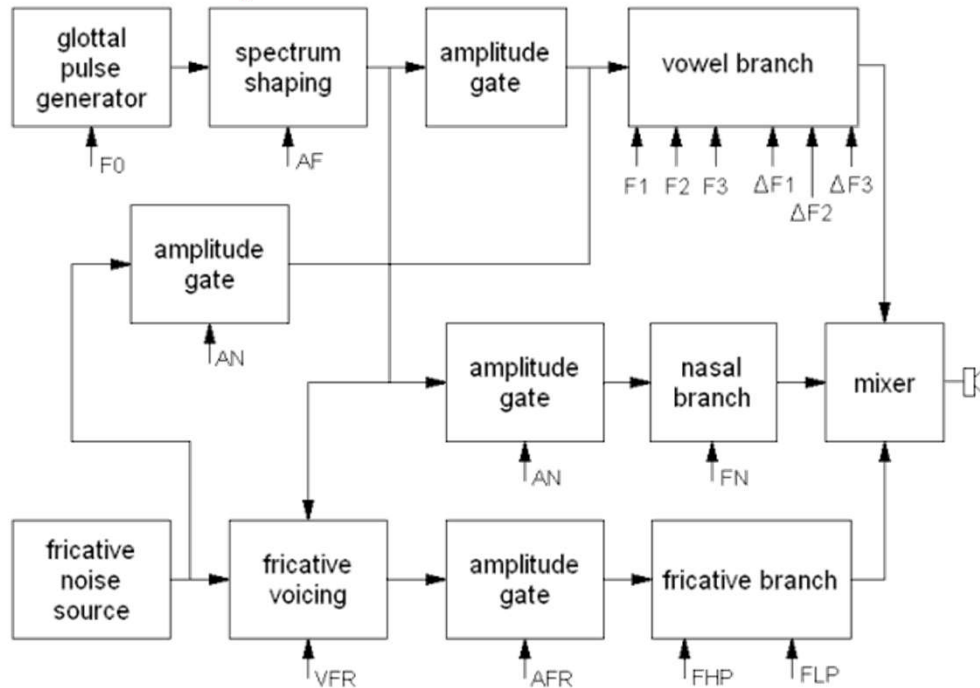 glottal
pulse
generator
spectrum
shaping
amplitude
gate
vowel branch
F0
AF
F1 F2 F3 ΔF1 ΔF3
ΔF2
amplitude
gate
AN
amplitude
gate
nasal
branch
mixer
AN
FN
fricative
noise
source
fricative
voicing
amplitude
gate
fricative branch
VFR
AFR
FHP
FLP